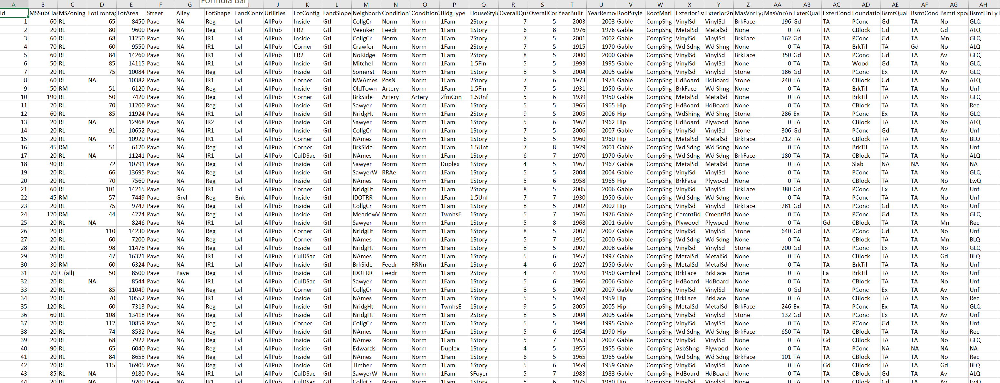 Formula Bar
A B C D E F G I J K L M N O P Q R S T U V W X Y Z AA AB AC AD AE AF AG AH
Id MSSubClas MSZoning LotFrontag LotArea Street Alley LotShape LandConto Utilities LotConfig LandSlope Neighborh Condition1 Condition2 BldgType HouseStyle OverallQua OverallCon YearBuilt YearRemo RoofStyle RoofMatl Exterior1st Exterior2n MasVnrTyp MasVnrAre ExterQual ExterCond Foundatio BsmtQual BsmtCond BsmtExpos BsmtFinTy
1 60 RL 65 8450 Pave NA Reg Lvl AllPub Inside Gtl CollgCr Norm Norm 1Fam 2Story 7 5 2003 2003 Gable CompShg VinylSd VinylSd BrkFace 196 Gd TA PConc Gd TA No GLQ
2 20 RL 80 9600 Pave NA Reg Lvl AllPub FR2 Gtl Veenker Feedr Norm 1Fam 1Story 6 8 1976 1976 Gable CompShg MetalSd MetalSd None 0 TA TA CBlock Gd TA Gd ALQ
3 60 RL 68 11250 Pave NA IR1 Lvl AllPub Inside Gtl CollgCr Norm Norm 1Fam 2Story 7 5 2001 2002 Gable CompShg VinylSd VinylSd BrkFace 162 Gd TA PConc Gd TA Mn GLQ
4 70 RL 60 9550 Pave NA IR1 Lvl AllPub Corner Gtl Crawfor Norm Norm 1Fam 2Story 7 5 1915 1970 Gable CompShg Wd Sdng Wd Shng None 0 TA TA BrkTil TA Gd No ALQ
5 60 RL 84 14260 Pave NA IR1 Lvl AllPub FR2 Gtl NoRidge Norm Norm 1Fam 2Story 8 5 2000 2000 Gable CompShg VinylSd VinylSd BrkFace 350 Gd TA PConc Gd TA Av GLQ
6 50 RL 85 14115 Pave NA IR1 Lvl AllPub Inside Gtl Mitchel Norm Norm 1Fam 1.5Fin 5 5 1993 1995 Gable CompShg VinylSd VinylSd None 0 TA TA Wood Gd TA No GLQ
7 20 RL 75 10084 Pave NA Reg Lvl AllPub Inside Gtl Somerst Norm Norm 1Fam 1Story 8 5 2004 2005 Gable CompShg VinylSd VinylSd Stone 186 Gd TA PConc Ex TA Av GLQ
8 60 RL NA 10382 Pave NA IR1 Lvl AllPub Corner Gtl NWAmes PosN Norm 1Fam 2Story 7 6 1973 1973 Gable CompShg HdBoard HdBoard Stone 240 TA TA CBlock Gd TA Mn ALQ
9 50 RM 51 6120 Pave NA Reg Lvl AllPub Inside Gtl OldTown Artery Norm 1Fam 1.5Fin 7 5 1931 1950 Gable CompShg BrkFace Wd Shng None 0 TA TA BrkTil TA TA No Unf
10 190 RL 50 7420 Pave NA Reg Lvl AllPub Corner Gtl BrkSide Artery Artery 2fmCon 1.5Unf 5 6 1939 1950 Gable CompShg MetalSd MetalSd None 0 TA TA BrkTil TA TA No GLQ
11 20 RL 70 11200 Pave NA Reg Lvl AllPub Inside Gtl Sawyer Norm Norm 1Fam 1Story 5 5 1965 1965 Hip CompShg HdBoard HdBoard None 0 TA TA CBlock TA TA No Rec
12 60 RL 85 11924 Pave NA IR1 Lvl AllPub Inside Gtl NridgHt Norm Norm 1Fam 2Story 9 5 2005 2006 Hip CompShg WdShing Wd Shng Stone 286 Ex TA PConc Ex TA No GLQ
13 20 RL NA 12968 Pave NA IR2 Lvl AllPub Inside Gtl Sawyer Norm Norm 1Fam 1Story 5 6 1962 1962 Hip CompShg HdBoard Plywood None 0 TA TA CBlock TA TA No ALQ
14 20 RL 91 10652 Pave NA IR1 Lvl AllPub Inside Gtl CollgCr Norm Norm 1Fam 1Story 7 5 2006 2007 Gable CompShg VinylSd VinylSd Stone 306 Gd TA PConc Gd TA Av Unf
15 20 RL NA 10920 Pave NA IR1 Lvl AllPub Corner Gtl NAmes Norm Norm 1Fam 1Story 6 5 1960 1960 Hip CompShg MetalSd MetalSd BrkFace 212 TA TA CBlock TA TA No BLQ
16 45 RM 51 6120 Pave NA Reg Lvl AllPub Corner Gtl BrkSide Norm Norm 1Fam 1.5Unf 7 8 1929 2001 Gable CompShg Wd Sdng Wd Sdng None 0 TA TA BrkTil TA TA No Unf
17 20 RL NA 11241 Pave NA IR1 Lvl AllPub CulDSac Gtl NAmes Norm Norm 1Fam 1Story 6 7 1970 1970 Gable CompShg Wd Sdng Wd Sdng BrkFace 180 TA TA CBlock TA TA No ALQ
18 90 RL 72 10791 Pave NA Reg Lvl AllPub Inside Gtl Sawyer Norm Norm Duplex 1Story 4 5 1967 1967 Gable CompShg MetalSd MetalSd None 0 TA TA Slab NA NA NA NA
19 20 RL 66 13695 Pave NA Reg Lvl AllPub Inside Gtl SawyerW RRAe Norm 1Fam 1Story 5 5 2004 2004 Gable CompShg VinylSd VinylSd None 0 TA TA PConc TA TA No GLQ
20 20 RL 70 7560 Pave NA Reg Lvl AllPub Inside Gtl NAmes Norm Norm 1Fam 1Story 5 6 1958 1965 Hip CompShg BrkFace Plywood None 0 TA TA CBlock TA TA No LwQ
21 60 RL 101 14215 Pave NA IR1 Lvl AllPub Corner Gtl NridgHt Norm Norm 1Fam 2Story 8 5 2005 2006 Gable CompShg VinylSd VinylSd BrkFace 380 Gd TA PConc Ex TA Av Unf
22 45 RM 57 7449 Pave Grvl Reg Bnk AllPub Inside Gtl IDOTRR Norm Norm 1Fam 1.5Unf 7 7 1930 1950 Gable CompShg Wd Sdng Wd Sdng None 0 TA TA PConc TA TA No Unf
23 20 RL 75 9742 Pave NA Reg Lvl AllPub Inside Gtl CollgCr Norm Norm 1Fam 1Story 8 5 2002 2002 Hip CompShg VinylSd VinylSd BrkFace 281 Gd TA PConc Gd TA No Unf
24 120 RM 44 4224 Pave NA Reg Lvl AllPub Inside Gtl MeadowV Norm Norm TwnhsE 1Story 5 7 1976 1976 Gable CompShg CemntBd CmentBd None 0 TA TA PConc Gd TA No GLQ
25 20 RL NA 8246 Pave NA IR1 Lvl AllPub Inside Gtl Sawyer Norm Norm 1Fam 1Story 5 8 1968 2001 Gable CompShg Plywood Plywood None 0 TA Gd CBlock TA TA Mn Rec
26 20 RL 110 14230 Pave NA Reg Lvl AllPub Corner Gtl NridgHt Norm Norm 1Fam 1Story 8 5 2007 2007 Gable CompShg VinylSd VinylSd Stone 640 Gd TA PConc Gd TA No Unf
27 20 RL 60 7200 Pave NA Reg Lvl AllPub Corner Gtl NAmes Norm Norm 1Fam 1Story 5 7 1951 2000 Gable CompShg Wd Sdng Wd Sdng None 0 TA TA CBlock TA TA Mn BLQ
28 20 RL 98 11478 Pave NA Reg Lvl AllPub Inside Gtl NridgHt Norm Norm 1Fam 1Story 8 5 2007 2008 Gable CompShg VinylSd VinylSd Stone 200 Gd TA PConc Ex TA No GLQ
29 20 RL 47 16321 Pave NA IR1 Lvl AllPub CulDSac Gtl NAmes Norm Norm 1Fam 1Story 5 6 1957 1997 Gable CompShg MetalSd MetalSd None 0 TA TA CBlock TA TA Gd BLQ
30 30 RM 60 6324 Pave NA IR1 Lvl AllPub Inside Gtl BrkSide Feedr RRNn 1Fam 1Story 4 6 1927 1950 Gable CompShg MetalSd MetalSd None 0 TA TA BrkTil TA TA No Unf
31 70 C (all) 50 8500 Pave Pave Reg Lvl AllPub Inside Gtl IDOTRR Feedr Norm 1Fam 2Story 4 4 1920 1950 Gambrel CompShg BrkFace BrkFace None 0 TA Fa BrkTil TA TA No Unf
32 20 RL NA 8544 Pave NA IR1 Lvl AllPub CulDSac Gtl Sawyer Norm Norm 1Fam 1Story 5 6 1966 2006 Gable CompShg HdBoard HdBoard None 0 TA TA CBlock TA TA No Unf
33 20 RL 85 11049 Pave NA Reg Lvl AllPub Corner Gtl CollgCr Norm Norm 1Fam 1Story 8 5 2007 2007 Gable CompShg VinylSd VinylSd None 0 Gd TA PConc Ex TA Av Unf
34 20 RL 70 10552 Pave NA IR1 Lvl AllPub Inside Gtl NAmes Norm Norm 1Fam 1Story 5 5 1959 1959 Hip CompShg BrkFace BrkFace None 0 TA TA CBlock TA TA No Rec
35 120 RL 60 7313 Pave NA Reg Lvl AllPub Inside Gtl NridgHt Norm Norm TwnhsE 1Story 9 5 2005 2005 Hip CompShg MetalSd MetalSd BrkFace 246 Ex TA PConc Ex TA No GLQ
36 60 RL 108 13418 Pave NA Reg Lvl AllPub Inside Gtl NridgHt Norm Norm 1Fam 2Story 8 5 2004 2005 Gable CompShg VinylSd VinylSd Stone 132 Gd TA PConc Ex TA Av Unf
37 20 RL 112 10859 Pave NA Reg Lvl AllPub Corner Gtl CollgCr Norm Norm 1Fam 1Story 5 5 1994 1995 Gable CompShg VinylSd VinylSd None 0 TA TA PConc Gd TA No Unf
38 20 RL 74 8532 Pave NA Reg Lvl AllPub Inside Gtl NAmes Norm Norm 1Fam 1Story 5 6 1954 1990 Hip CompShg Wd Sdng Wd Sdng BrkFace 650 TA TA CBlock TA TA No Rec
39 20 RL 68 7922 Pave NA Reg Lvl AllPub Inside Gtl NAmes Norm Norm 1Fam 1Story 5 7 1953 2007 Gable CompShg VinylSd VinylSd None 0 TA Gd CBlock TA TA No GLQ
40 90 RL 65 6040 Pave NA Reg Lvl AllPub Inside Gtl Edwards Norm Norm Duplex 1Story 4 5 1955 1955 Gable CompShg AsbShng Plywood None 0 TA TA PConc NA NA NA NA
41 20 RL 84 8658 Pave NA Reg Lvl AllPub Inside Gtl NAmes Norm Norm 1Fam 1Story 6 5 1965 1965 Gable CompShg Wd Sdng Wd Sdng BrkFace 101 TA TA CBlock TA TA No Rec
42 20 RL 115 16905 Pave NA Reg Lvl AllPub Inside Gtl Timber Norm Norm 1Fam 1Story 5 6 1959 1959 Gable CompShg VinylSd VinylSd None 0 TA Gd CBlock TA TA Gd BLQ
43 85 RL NA 9180 Pave NA IR1 Lvl AllPub CulDSac Gtl SawyerW Norm Norm 1Fam SFoyer 5 7 1983 1983 Gable CompShg HdBoard HdBoard None 0 TA TA CBlock Gd TA Av ALQ
44 20 RL NA 9200 Pave NA IR1 Lvl AllPub CulDSac Gtl CollgCr Norm Norm 1Fam 1Story 5 6 1975 1980 Hip CompShg VinylSd VinylSd None 0 TA TA CBlock Gd TA Av LwQ